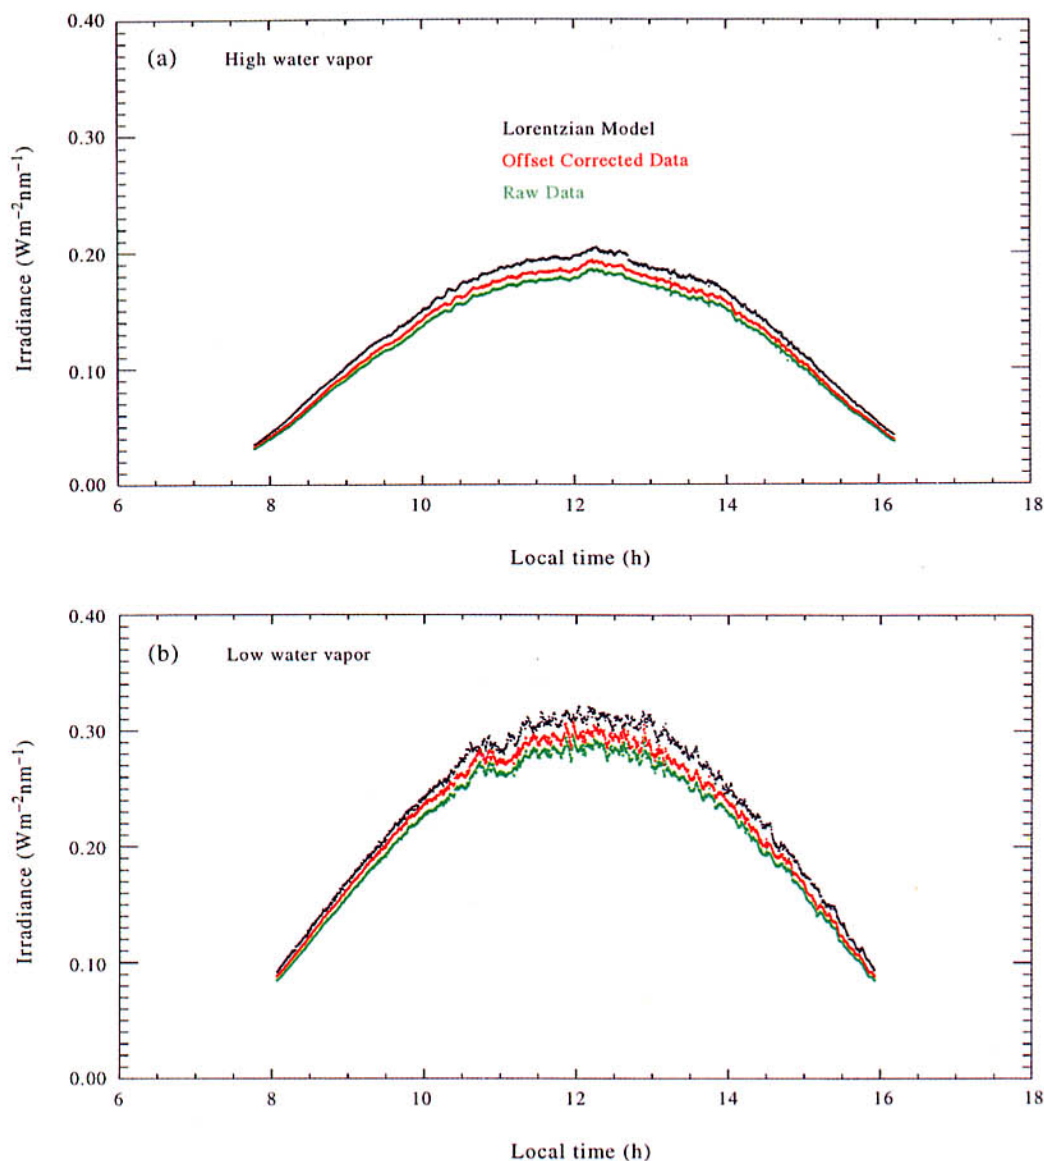 0.40
(a) High water vapor
Lorentzian Model
0.30
Offset Corrected Data
Raw Data
Irradiance (Wm⁻²nm⁻¹)
0.20
0.10
0.00
6 8 10 12 14 16 18
Local time (h)
0.40
(b) Low water vapor
0.30
Irradiance (Wm⁻²nm⁻¹)
0.20
0.10
0.00
6 8 10 12 14 16 18
Local time (h)